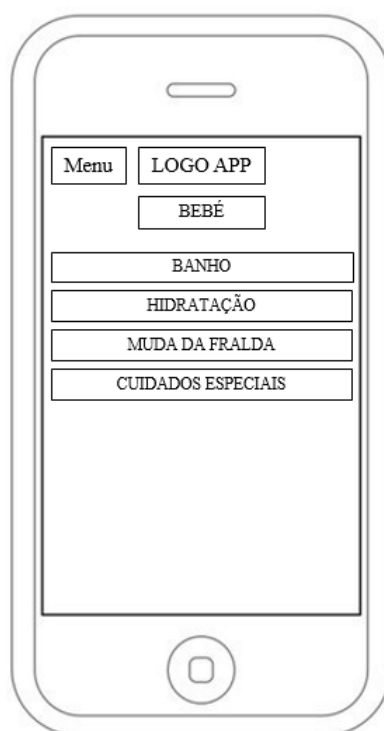 Menu LOGO APP
BEBÉ
BANHO
HIDRATAÇÃO
MUDA DA FRALDA
CUIDADOS ESPECIAIS